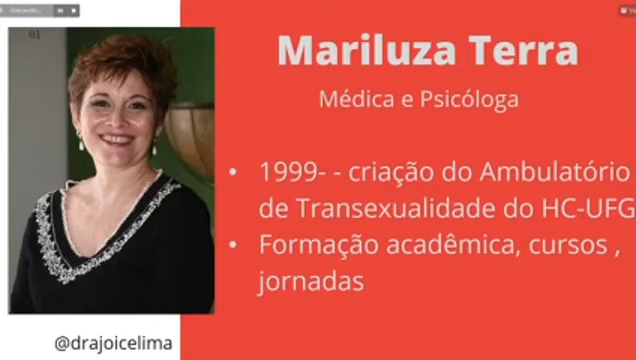 01
Mariluza Terra
Médica e Psicóloga
• 1999- - criação do Ambulatório
de Transexualidade do HC-UFG
• Formação acadêmica, cursos ,
jornadas
@drajoicelima